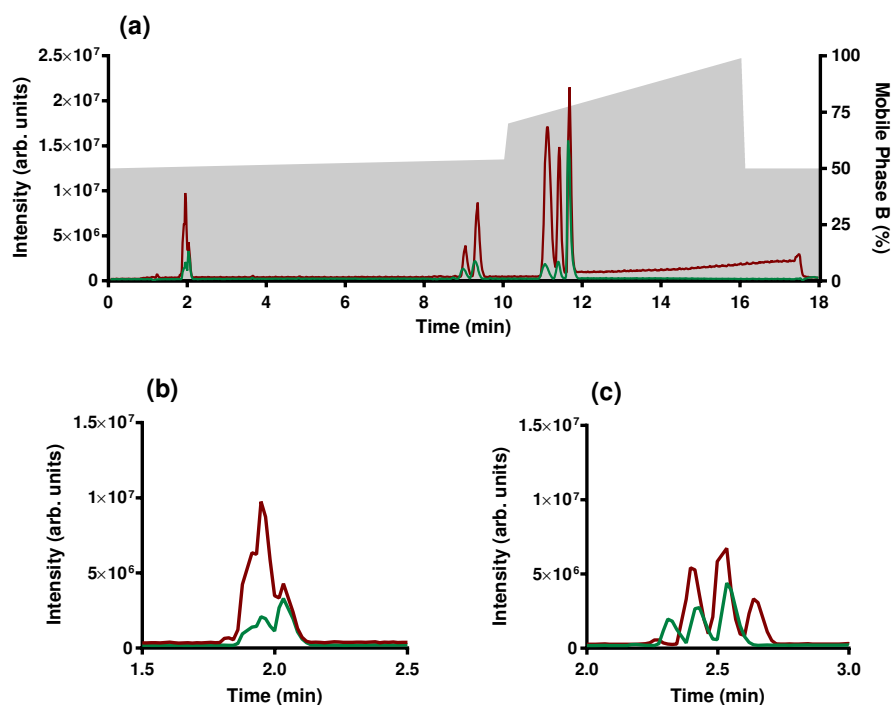 (a)
Intensity (arb. units)
2.5×10⁷
2×10⁷
1.5×10⁷
1×10⁷
5×10⁶
0
100
75
50
25
0
Mobile Phase B (%)
0 2 4 6 8 10 12 14 16 18
Time (min)
(b)
Intensity (arb. units)
1.5×10⁷
1×10⁷
5×10⁶
0
1.5 2.0 2.5
Time (min)
(c)
Intensity (arb. units)
1.5×10⁷
1×10⁷
5×10⁶
0
2.0 2.5 3.0
Time (min)